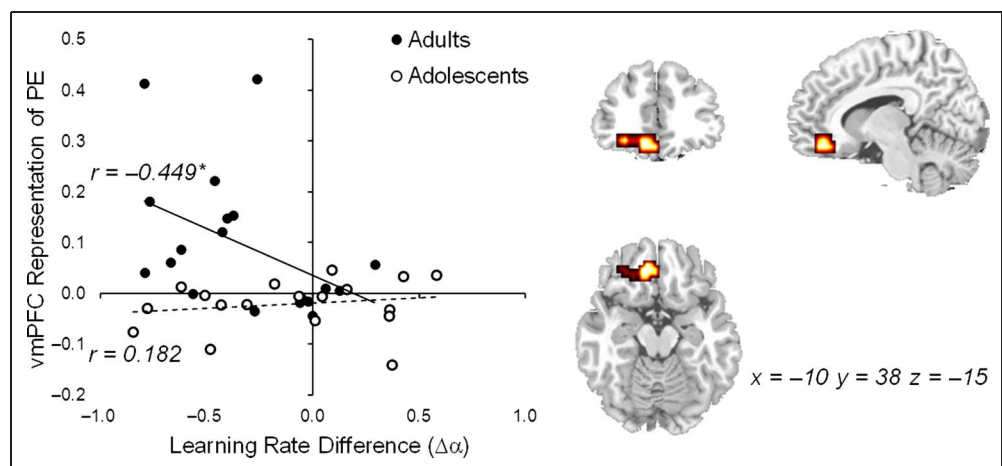 0.5
Adults
Adolescents
0.4
0.3
r = –0.449*
0.2
0.1
0.0
–0.1
r = 0.182
–0.2
–1.0
–0.5
0.0
0.5
1.0
vmPFC Representation of PE
Learning Rate Difference (Δα)
x = –10 y = 38 z = –15